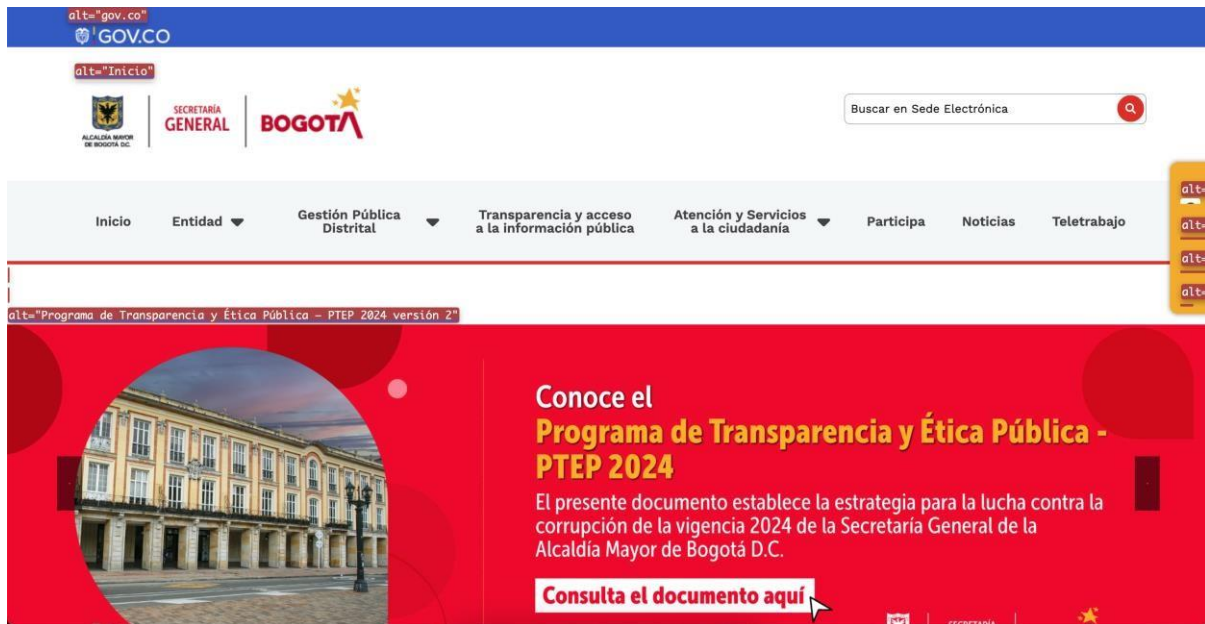 alt="gov.co"
GOV.CO
alt="Inicio"
ALCALDÍA MAYOR
DE BOGOTÁ D.C.
SECRETARÍA
GENERAL
BOGOTÁ
Buscar en Sede Electrónica
Inicio
Entidad
Gestión Pública
Distrital
Transparencia y acceso
a la información pública
Atención y Servicios
a la ciudadanía
Participa
Noticias
Teletrabajo
alt=
alt=
alt=
alt=
alt="Programa de Transparencia y Ética Pública – PTEP 2024 versión 2"
Conoce el
Programa de Transparencia y Ética Pública -
PTEP 2024
El presente documento establece la estrategia para la lucha contra la
corrupción de la vigencia 2024 de la Secretaría General de la
Alcaldía Mayor de Bogotá D.C.
Consulta el documento aquí
SECRETARÍA